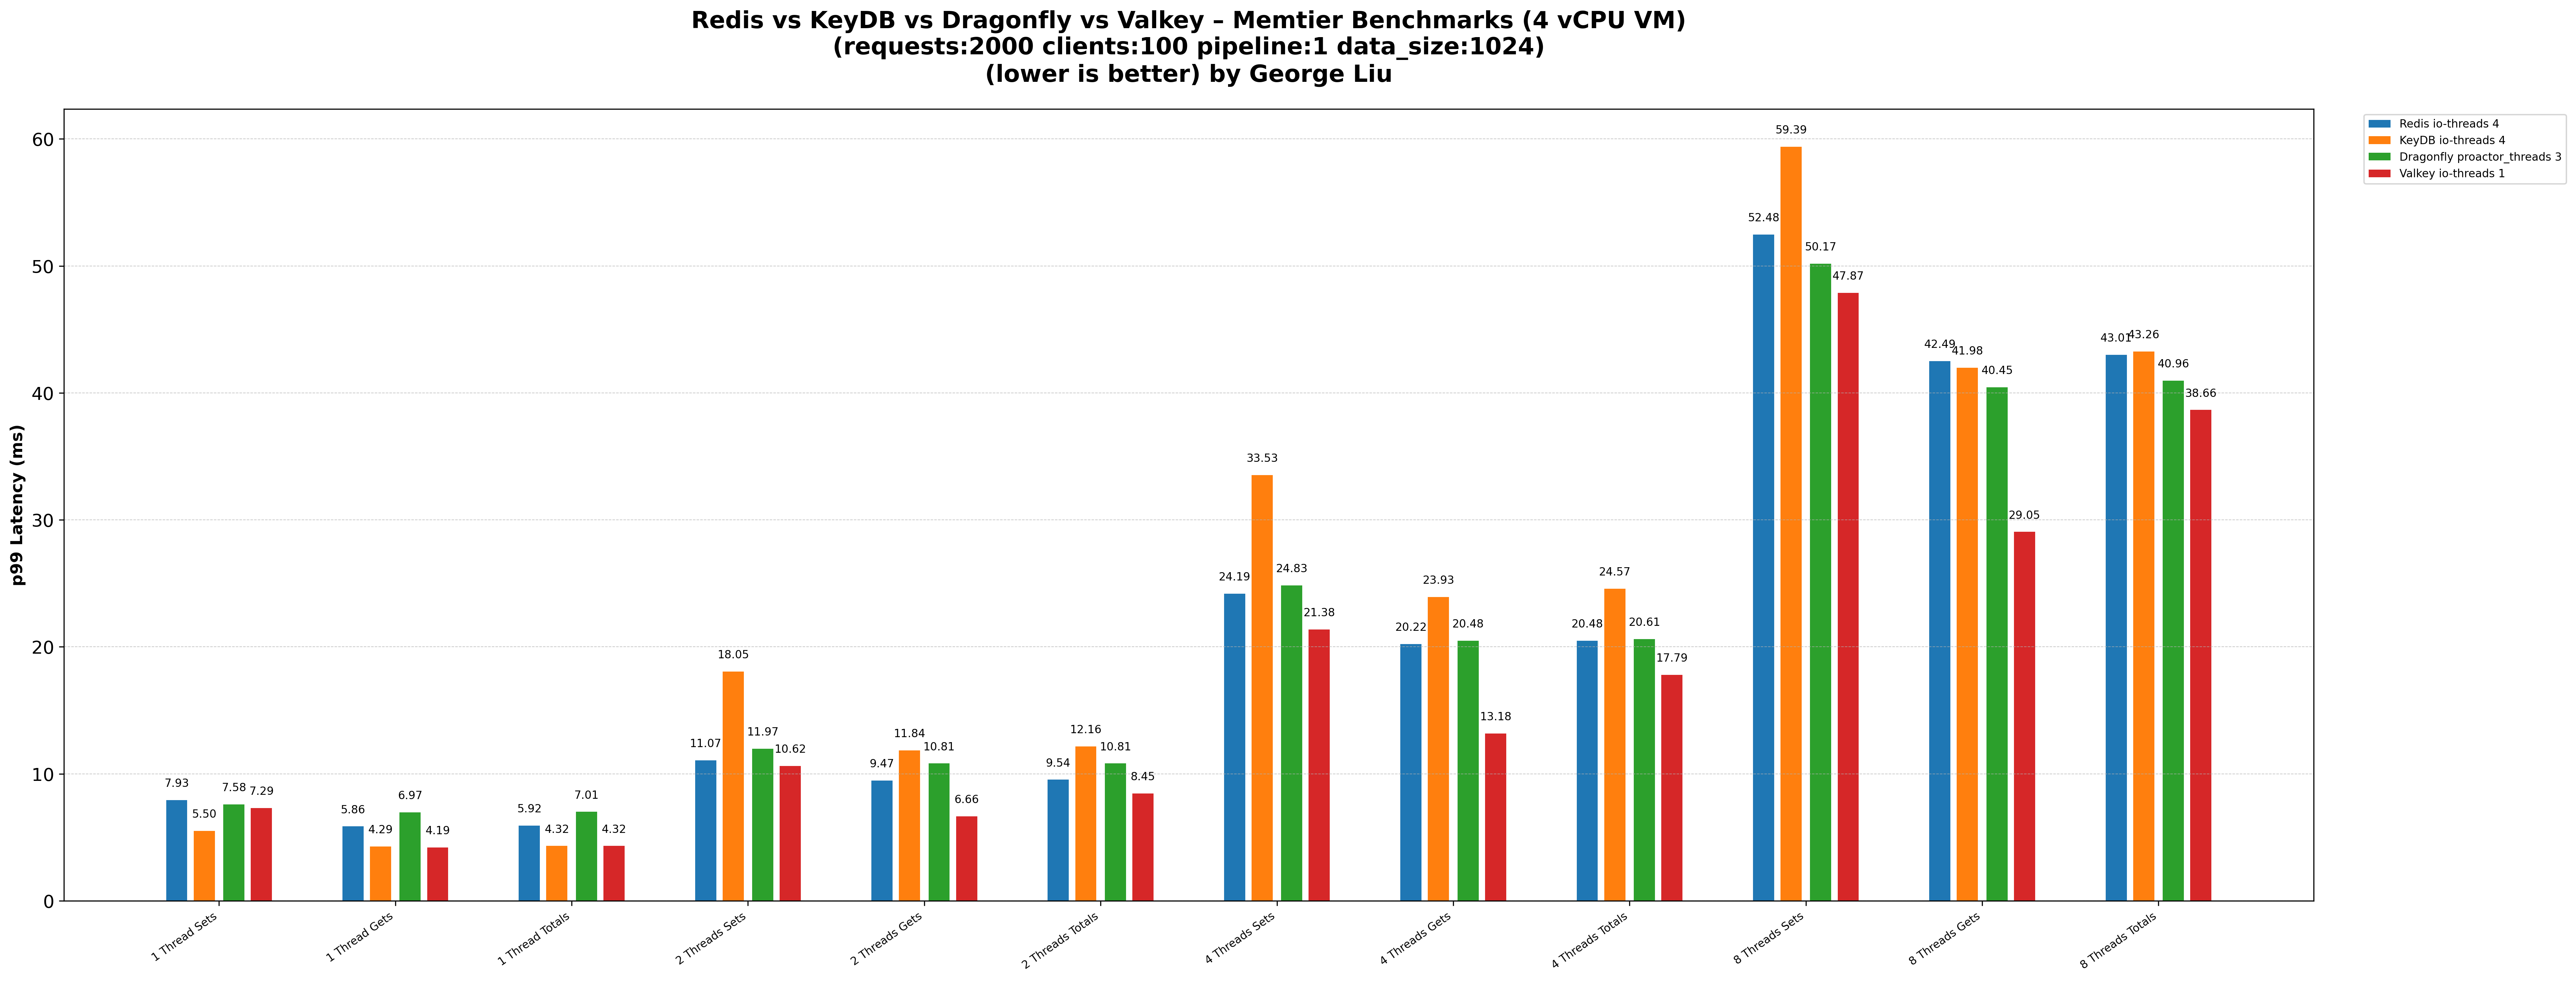 Redis vs KeyDB vs Dragonfly vs Valkey – Memtier Benchmarks (4 vCPU VM)
(requests:2000 clients:100 pipeline:1 data_size:1024)
(lower is better) by George Liu
Redis io-threads 4
KeyDB io-threads 4
Dragonfly proactor_threads 3
Valkey io-threads 1
p99 Latency (ms)
60
50
40
30
20
10
0
7.93
5.50
7.58
7.29
5.86
4.29
6.97
4.19
5.92
4.32
7.01
4.32
11.07
18.05
11.97
10.62
9.47
11.84
10.81
6.66
9.54
12.16
10.81
8.45
24.19
33.53
24.83
21.38
20.22
23.93
20.48
13.18
20.48
24.57
20.61
17.79
52.48
59.39
50.17
47.87
42.49
41.98
40.45
29.05
43.01
43.26
40.96
38.66
1 Thread Sets
1 Thread Gets
1 Thread Totals
2 Threads Sets
2 Threads Gets
2 Threads Totals
4 Threads Sets
4 Threads Gets
4 Threads Totals
8 Threads Sets
8 Threads Gets
8 Threads Totals